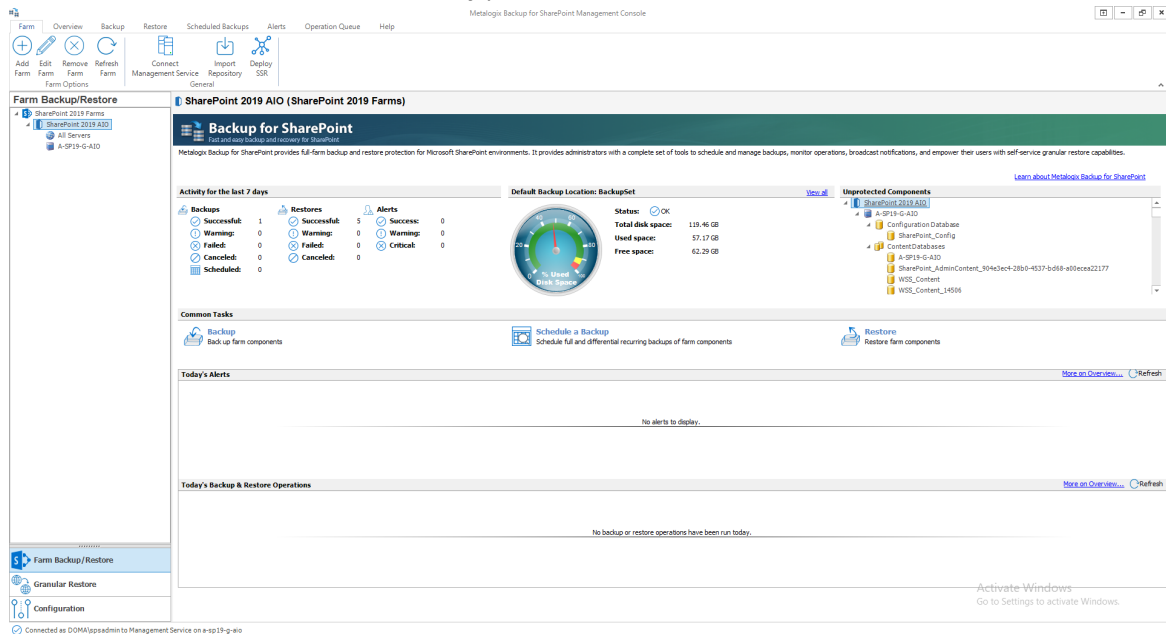 Metalogix Backup for SharePoint Management Console
Farm Overview Backup Restore Scheduled Backups Alerts Operation Queue Help
Add Farm
Edit Farm
Remove Farm
Refresh Farm
Connect Management Service
Import Repository
Deploy SSR
Farm Options
General
Farm Backup/Restore
SharePoint 2019 Farms
SharePoint 2019 AIO
All Servers
A-SP19-G-AIO
SharePoint 2019 AIO (SharePoint 2019 Farms)
Backup for SharePoint
Fast and easy backup and recovery for SharePoint
Metalogix Backup for SharePoint provides full-farm backup and restore protection for Microsoft SharePoint environments. It provides administrators with a complete set of tools to schedule and manage backups, monitor operations, broadcast notifications, and empower their users with self-service granular restore capabilities.
Learn about Metalogix Backup for SharePoint
Activity for the last 7 days
Backups
Successful: 1
Warning: 0
Failed: 0
Canceled: 0
Scheduled: 0
Restores
Successful: 5
Warning: 0
Failed: 0
Canceled: 0
Alerts
Success: 0
Warning: 0
Critical: 0
Default Backup Location: BackupSet
View all
0 20 40 60 80 100
% Used
Disk Space
Status: OK
Total disk space: 119.46 GB
Used space: 57.17 GB
Free space: 62.29 GB
Unprotected Components
SharePoint 2019 AIO
A-SP19-G-AIO
Configuration Database
SharePoint_Config
ContentDatabases
A-SP19-G-AIO
SharePoint_AdminContent_904e3ec4-28b0-4537-bd68-a00ecea22177
WSS_Content
WSS_Content_14506
Common Tasks
Backup
Back up farm components
Schedule a Backup
Schedule full and differential recurring backups of farm components
Restore
Restore farm components
Today's Alerts
More on Overview... Refresh
No alerts to display.
Today's Backup & Restore Operations
More on Overview... Refresh
No backup or restore operations have been run today.
Farm Backup/Restore
Granular Restore
Configuration
Activate Windows
Go to Settings to activate Windows.
Connected as DOMA\spsadmin to Management Service on a-sp19-g-aio